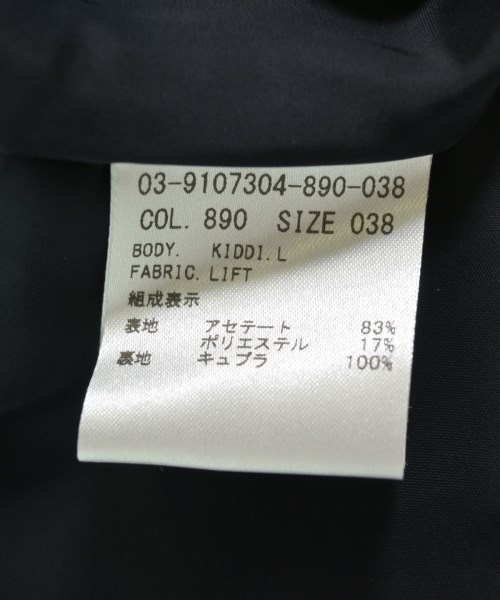 03-9107304-890-038
COL. 890 SIZE 038
BODY. KIDDI.L
FABRIC.LIFT
組成表示
表地 アセテート 83%
ポリエステル 17%
裏地 キュプラ 100%